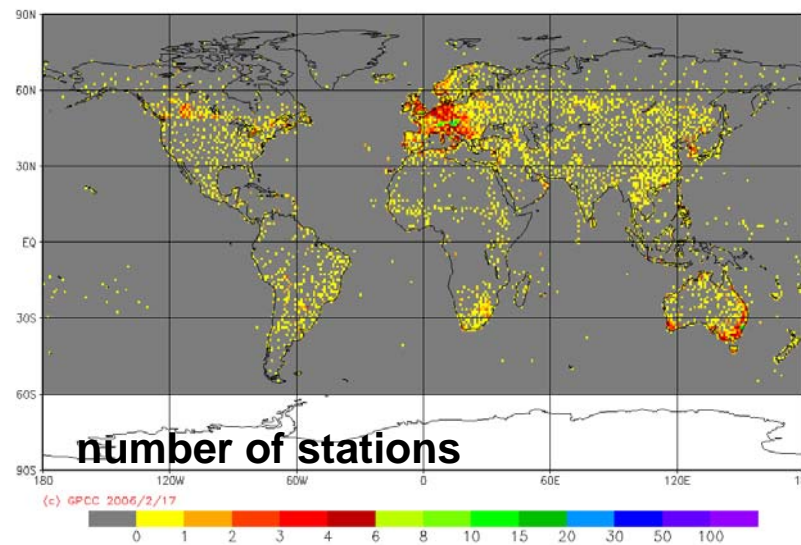 90N
60N
30N
EQ
30S
60S
number of stations
90S
180 120W 60W 0 60E 120E 180
(c) GPCC 2006/2/17
0 1 2 3 4 6 8 10 15 20 30 50 100